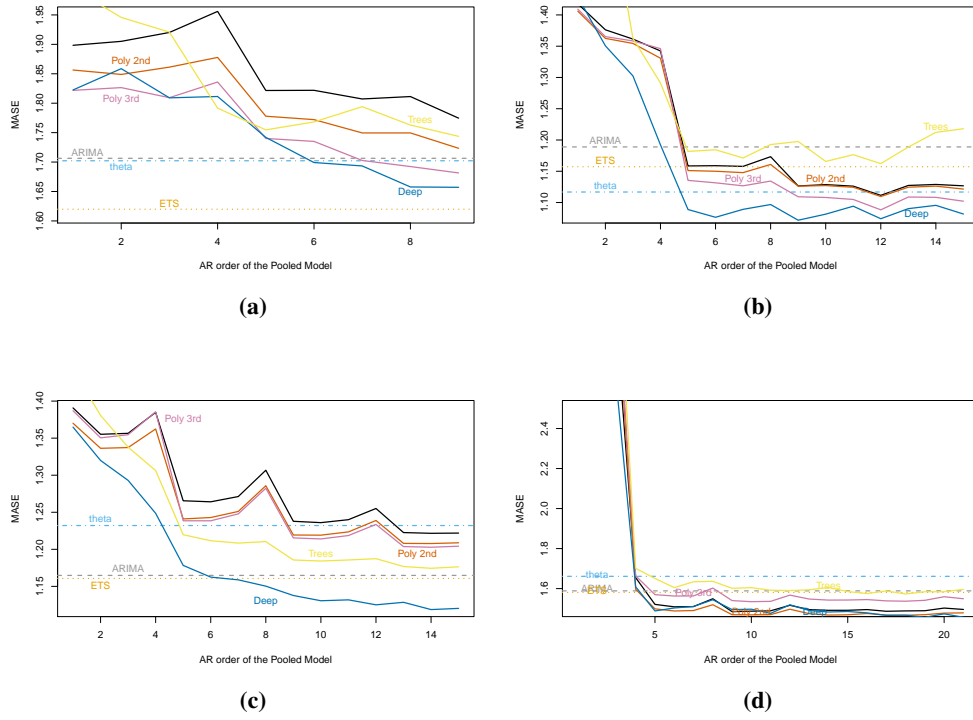 MASE
1.60 1.65 1.70 1.75 1.80 1.85 1.90 1.95
Poly 2nd
Poly 3rd
Trees
ARIMA
theta
Deep
ETS
2 4 6 8
AR order of the Pooled Model
(a)
MASE
1.10 1.15 1.20 1.25 1.30 1.35 1.40
Trees
ARIMA
ETS
Poly 3rd
Poly 2nd
theta
Deep
2 4 6 8 10 12 14
AR order of the Pooled Model
(b)
MASE
1.15 1.20 1.25 1.30 1.35 1.40
Poly 3rd
theta
Trees
Poly 2nd
ARIMA
ETS
Deep
2 4 6 8 10 12 14
AR order of the Pooled Model
(c)
MASE
1.6 1.8 2.0 2.2 2.4
theta
ARIMA
ETS
Poly 3rd
Trees
Poly 2nd
Deep
5 10 15 20
AR order of the Pooled Model
(d)